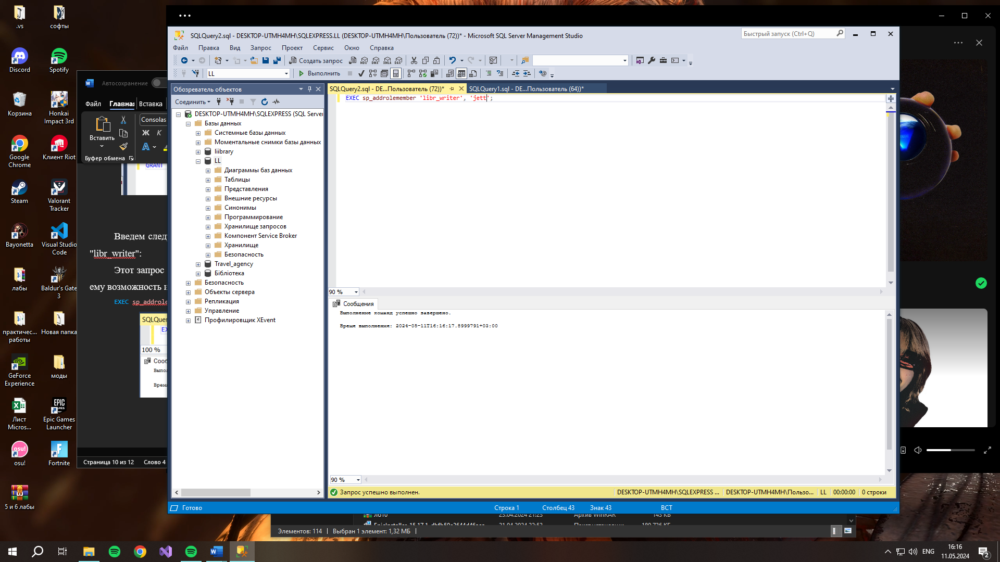 .vs
софты
Discord
Spotify
Корзина
Honkai
Impact 3rd
Google
Chrome
Клиент Riot
Steam
Valorant
Tracker
Bayonetta
Visual Studio
Code
лабы
Baldur's Gate
3
практичес...
работы
Новая папка
GeForce
Experience
моды
Лист
Micros...
Epic Games
Launcher
osu!
Fortnite
5 и 6 лабы
Автосохранение
Файл
Главная
Вставка
Вставить
Consolas
Ж К
Буфер обмена
GRANT
Введем след
"libr_writer":
Этот запрос
ему возможность и
EXEC sp_addrole
SQLQuer
EX
100 %
Сооб
Выпол
Время
Страница 10 из 12
Слово 4
SQLQuery2.sql - DESKTOP-UTMH4MH\SQLEXPRESS.LL (DESKTOP-UTMH4MH\Пользователь (72))* - Microsoft SQL Server Management Studio
Быстрый запуск (Ctrl+Q)
Файл Правка Вид Запрос Проект Сервис Окно Справка
Создать запрос
MDX DMX XMLA DAX
LL
Выполнить
Обозреватель объектов
Соединить
DESKTOP-UTMH4MH\SQLEXPRESS (SQL Server
Базы данных
Системные базы данных
Моментальные снимки базы данных
liibrary
LL
Диаграммы баз данных
Таблицы
Представления
Внешние ресурсы
Синонимы
Программирование
Хранилище запросов
Компонент Service Broker
Хранилище
Безопасность
Travel_agency
Бібліотека
Безопасность
Объекты сервера
Репликация
Управление
Профилировщик XEvent
SQLQuery2.sql - DE...Пользователь (72))*
SQLQuery1.sql - DE...Пользователь (64))*
EXEC sp_addrolemember 'libr_writer', 'jett';
90 %
Сообщения
Выполнение команд успешно завершено.
Время выполнения: 2024-05-11T16:16:17.8999791+03:00
90 %
Запрос успешно выполнен.
DESKTOP-UTMH4MH\SQLEXPRESS ...
DESKTOP-UTMH4MH\Пользо...
LL
00:00:00
0 строки
Готово
Строка 1
Столбец 43
Знак 43
ВСТ
Элементов: 114
Выбран 1 элемент: 1,32 МБ
ENG
16:16
11.05.2024
2